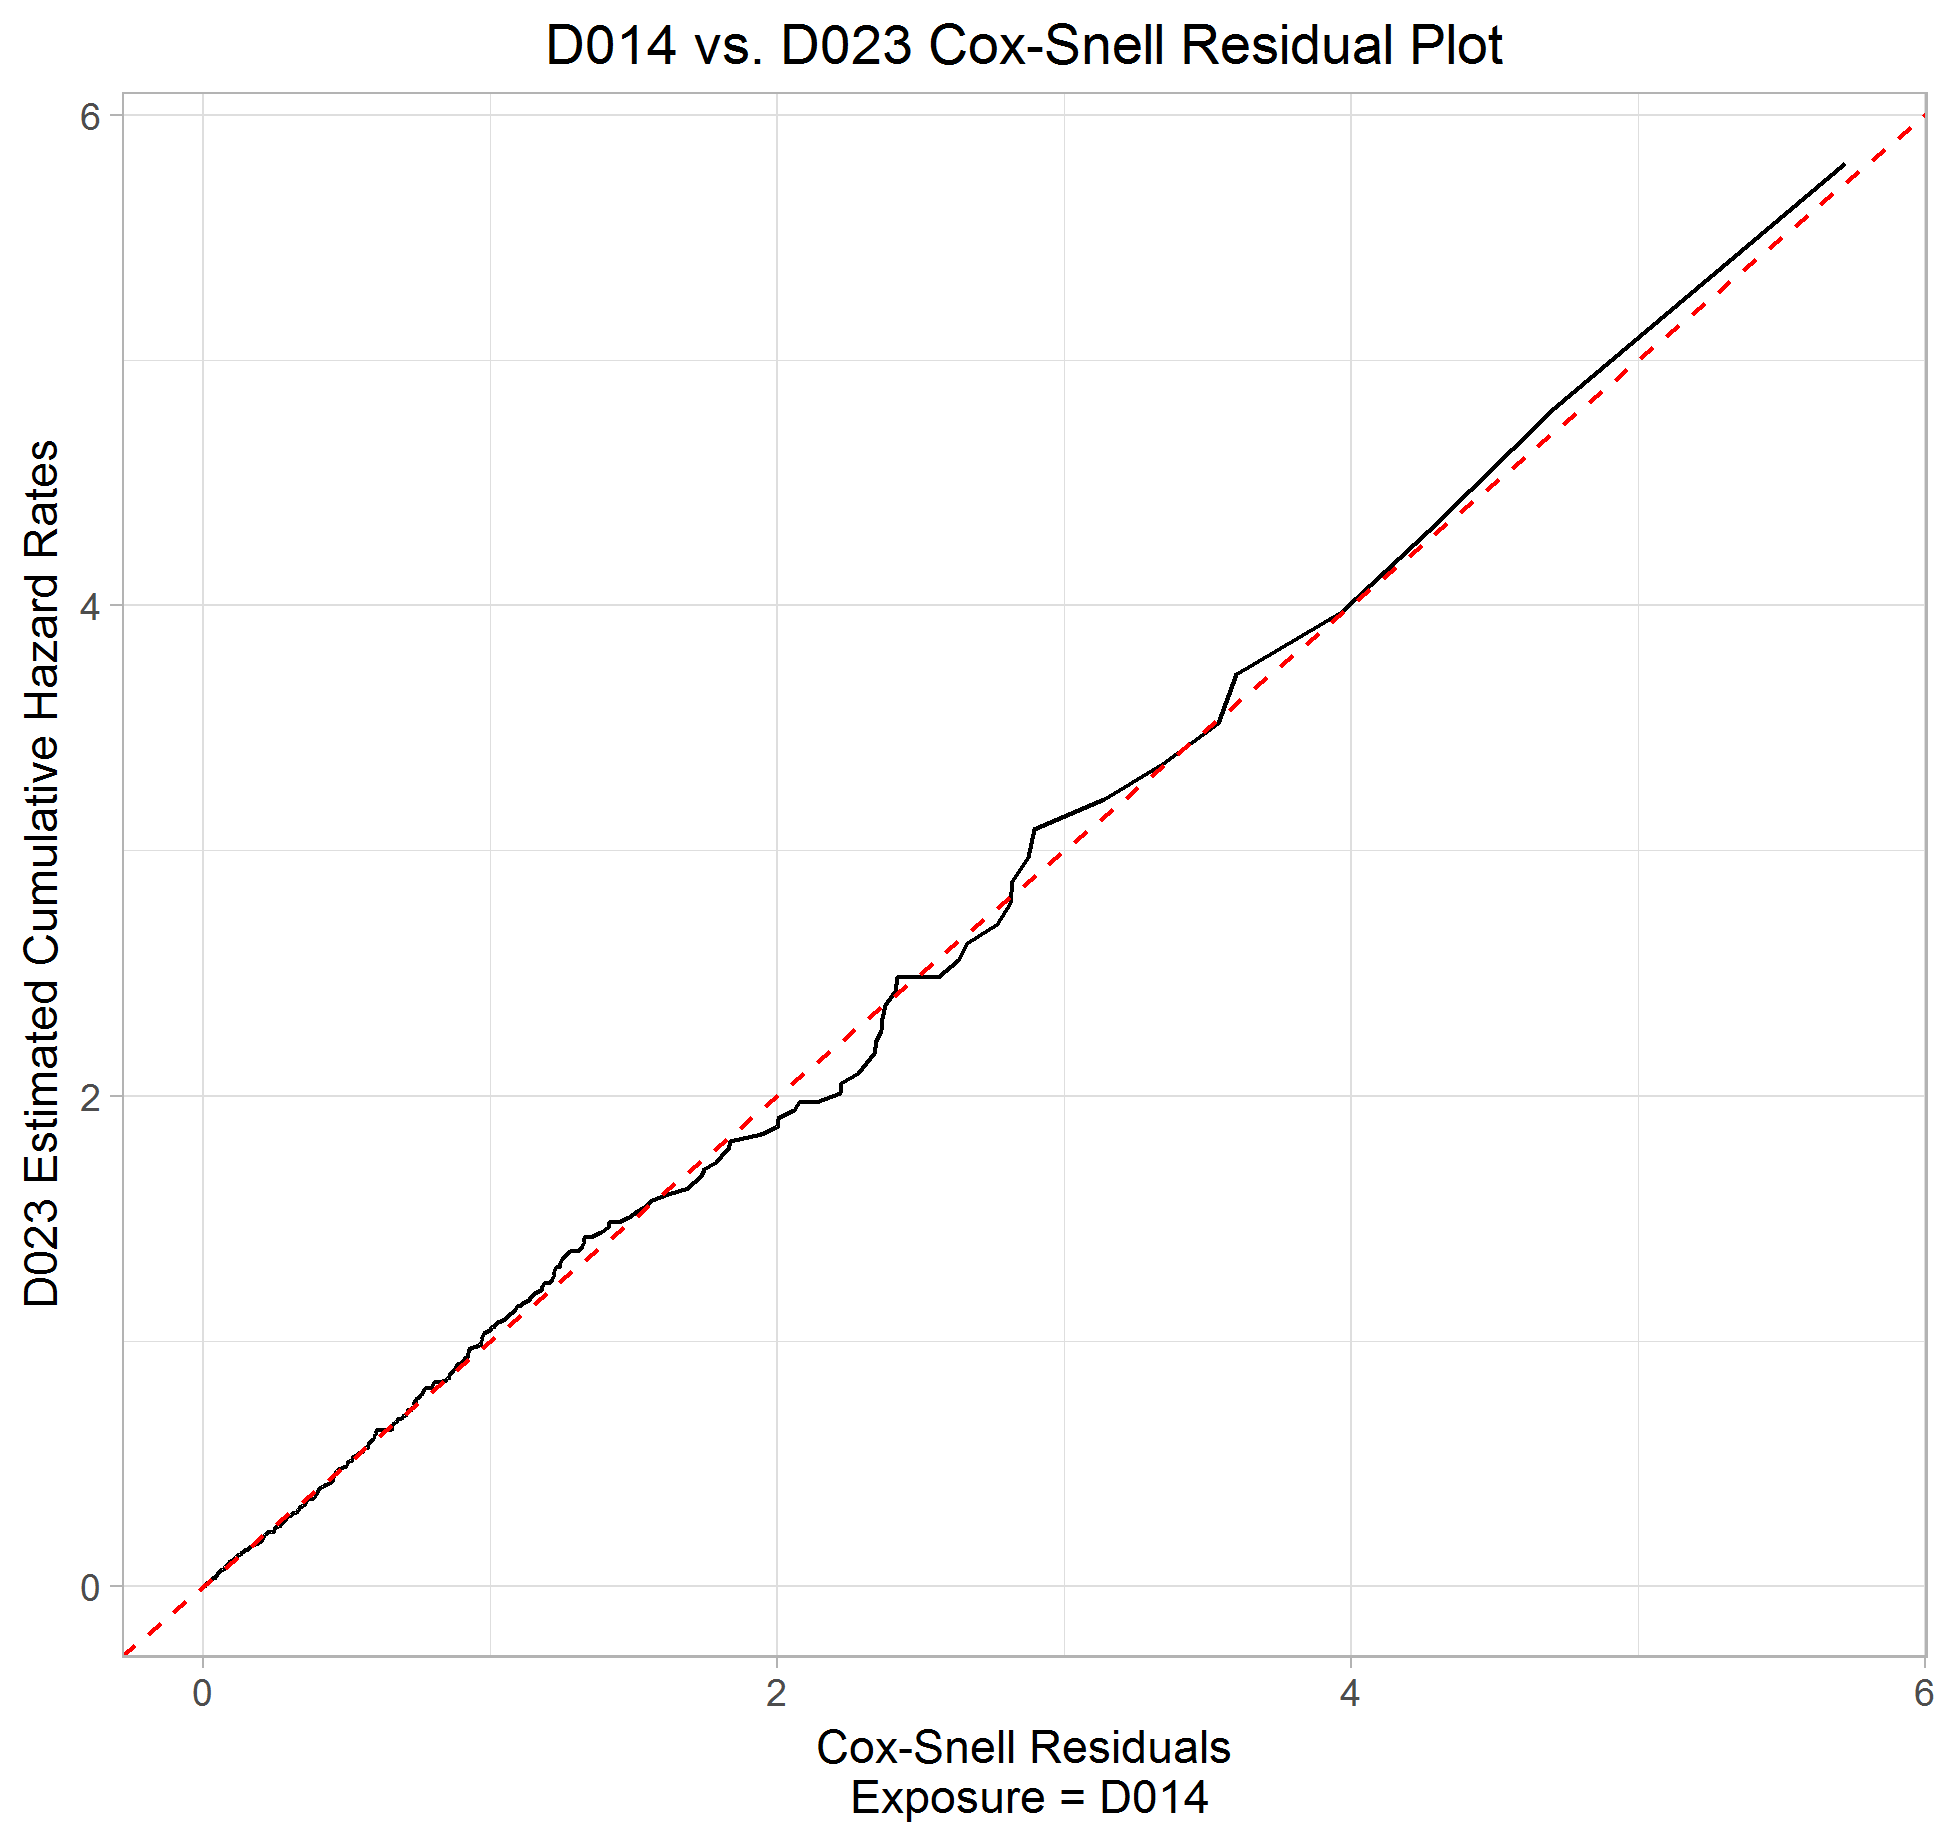 D014 vs. D023 Cox-Snell Residual Plot
D023 Estimated Cumulative Hazard Rates
6
4
2
0
0 2 4 6
Cox-Snell Residuals
Exposure = D014